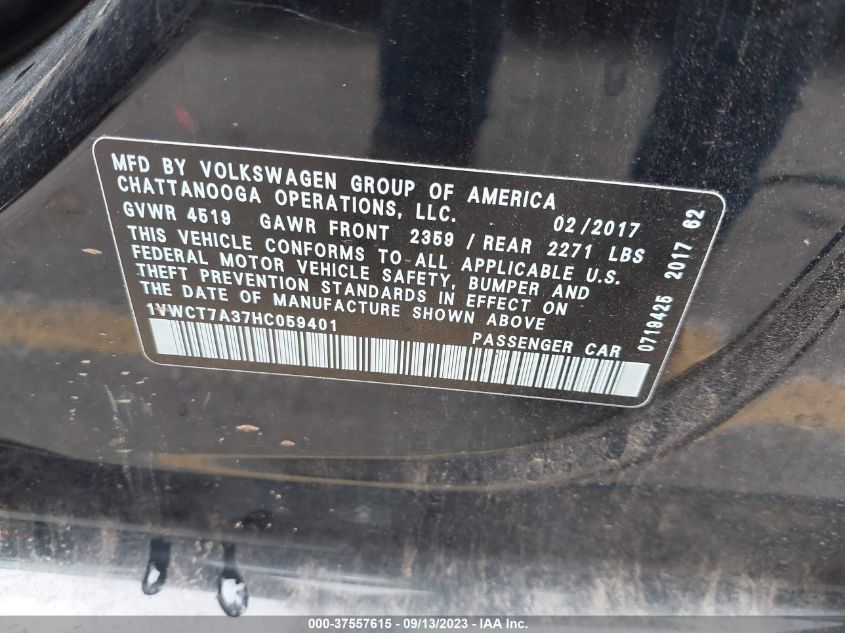 MFD BY VOLKSWAGEN GROUP OF AMERICA
CHATTANOOGA OPERATIONS, LLC. 02/2017
GVWR 4519 GAWR FRONT 2359 / REAR 2271 LBS
THIS VEHICLE CONFORMS TO ALL APPLICABLE U.S.
FEDERAL MOTOR VEHICLE SAFETY, BUMPER AND
THEFT PREVENTION STANDARDS IN EFFECT ON
THE DATE OF MANUFACTURE SHOWN ABOVE
1VWCT7A37HC059401 PASSENGER CAR
0719425 2017 62
000-37557615 - 09/13/2023 - IAA Inc.